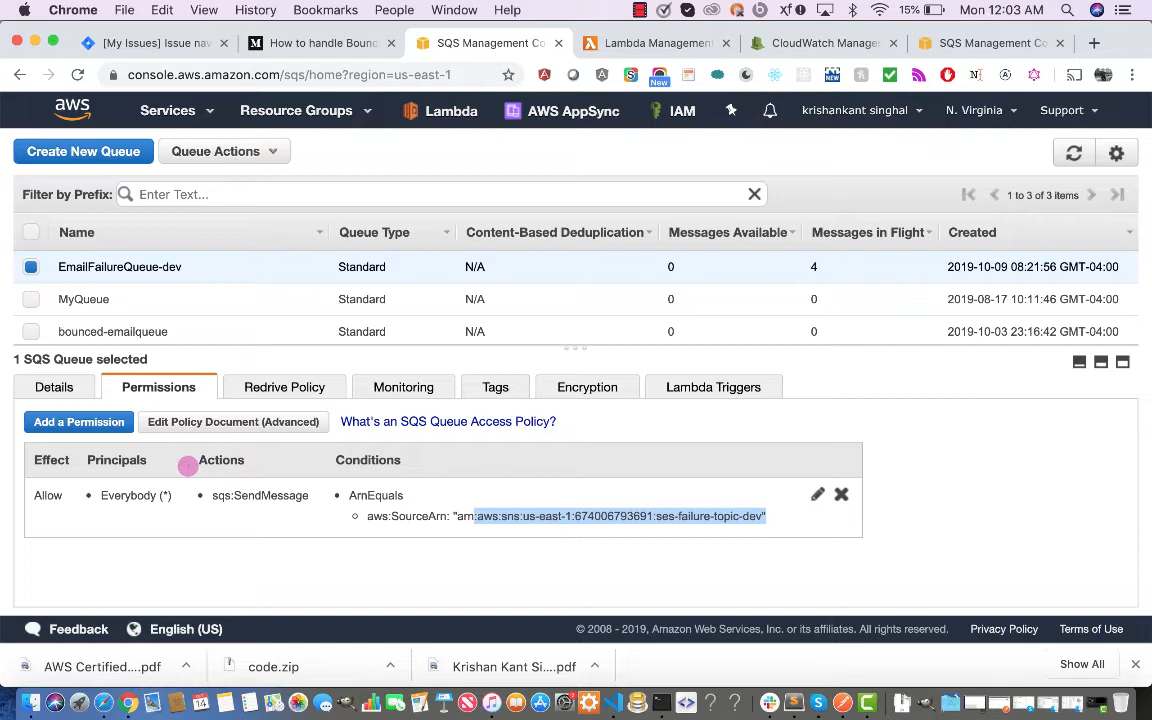 Chrome File Edit View History Bookmarks People Window Help 15% Mon 12:03 AM
[My Issues] Issue nav
How to handle Bounc
SQS Management Co
Lambda Management
CloudWatch Manage
SQS Management Co
console.aws.amazon.com/sqs/home?region=us-east-1
New
aws Services Resource Groups Lambda AWS AppSync IAM krishankant singhal N. Virginia Support
Create New Queue Queue Actions
Filter by Prefix: Enter Text... 1 to 3 of 3 items
Name Queue Type Content-Based Deduplication Messages Available Messages in Flight Created
EmailFailureQueue-dev Standard N/A 0 4 2019-10-09 08:21:56 GMT-04:00
MyQueue Standard N/A 0 0 2019-08-17 10:11:46 GMT-04:00
bounced-emailqueue Standard N/A 0 0 2019-10-03 23:16:42 GMT-04:00
1 SQS Queue selected
Details Permissions Redrive Policy Monitoring Tags Encryption Lambda Triggers
Add a Permission Edit Policy Document (Advanced) What's an SQS Queue Access Policy?
Effect Principals Actions Conditions
Allow Everybody (*) sqs:SendMessage ArnEquals
aws:SourceArn: "arn:aws:sns:us-east-1:674006793691:ses-failure-topic-dev"
Feedback English (US) © 2008 - 2019, Amazon Web Services, Inc. or its affiliates. All rights reserved. Privacy Policy Terms of Use
AWS Certified....pdf code.zip Krishan Kant Si....pdf Show All